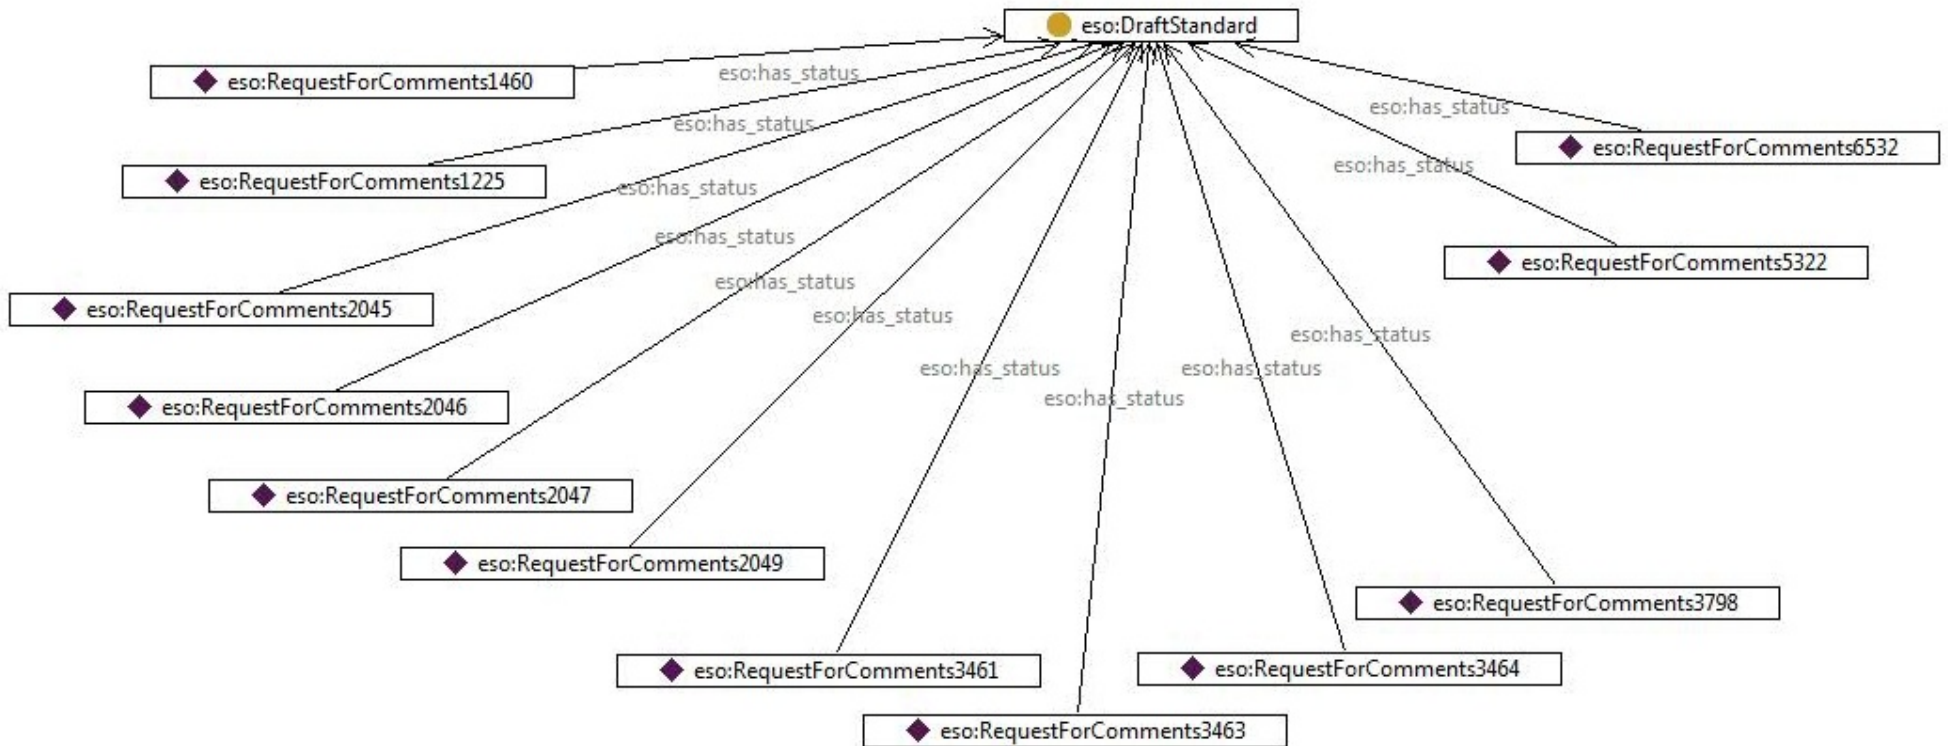 eso:DraftStandard
eso:RequestForComments1460
eso:has_status
eso:has_status
eso:has_status
eso:RequestForComments6532
eso:has_status
eso:RequestForComments1225
eso:has_status
eso:has_status
eso:has_status
eso:RequestForComments5322
eso:has_status
eso:RequestForComments2045
eso:has_status
eso:has_status
eso:has_status
eso:has_status
eso:has_status
eso:RequestForComments2046
eso:RequestForComments2047
eso:RequestForComments2049
eso:RequestForComments3798
eso:RequestForComments3461
eso:RequestForComments3464
eso:RequestForComments3463